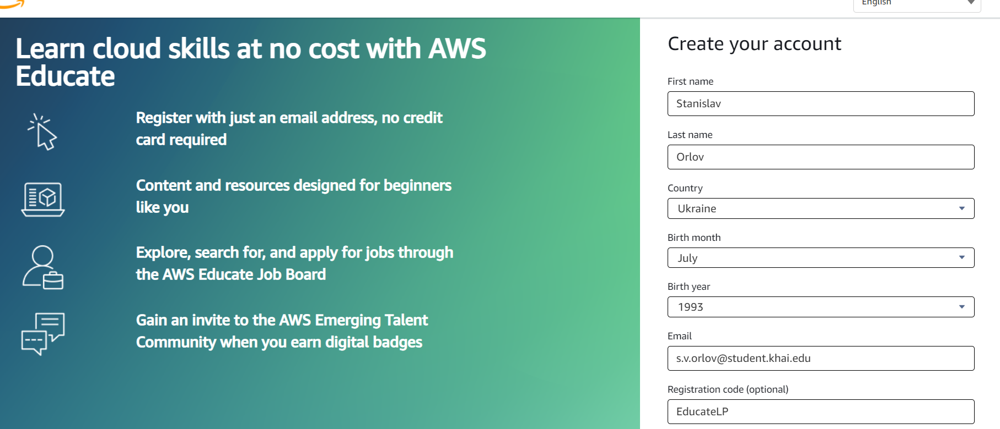 English
Learn cloud skills at no cost with AWS
Educate
Register with just an email address, no credit
card required
Content and resources designed for beginners
like you
Explore, search for, and apply for jobs through
the AWS Educate Job Board
Gain an invite to the AWS Emerging Talent
Community when you earn digital badges
Create your account
First name
Stanislav
Last name
Orlov
Country
Ukraine
Birth month
July
Birth year
1993
Email
s.v.orlov@student.khai.edu
Registration code (optional)
EducateLP